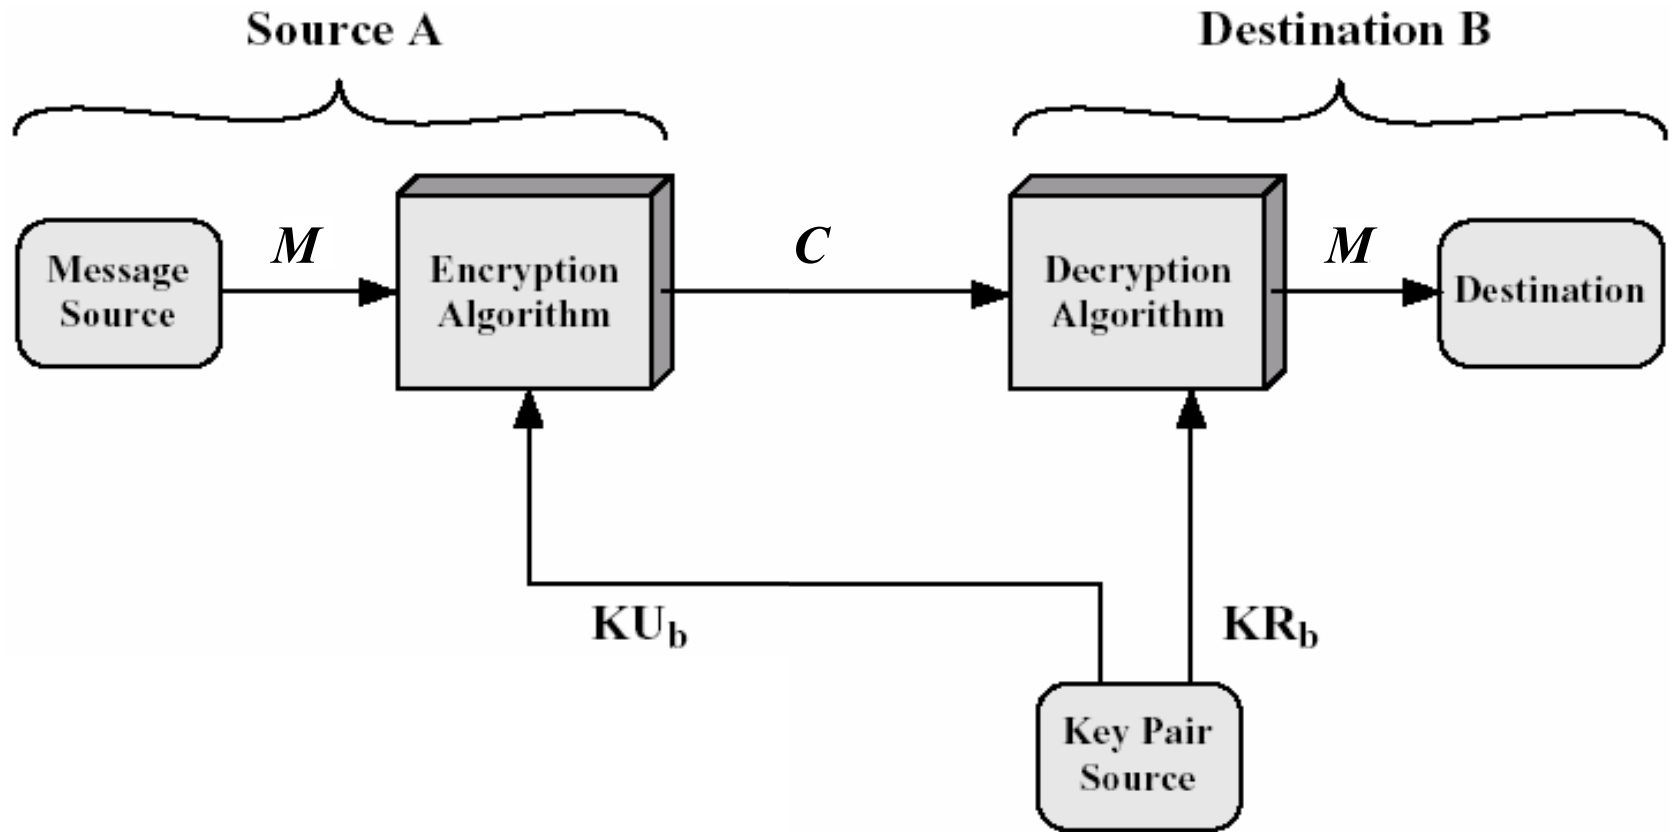 Source A
Destination B
Message
Source
M
Encryption
Algorithm
C
Decryption
Algorithm
M
Destination
KUb
KRb
Key Pair
Source